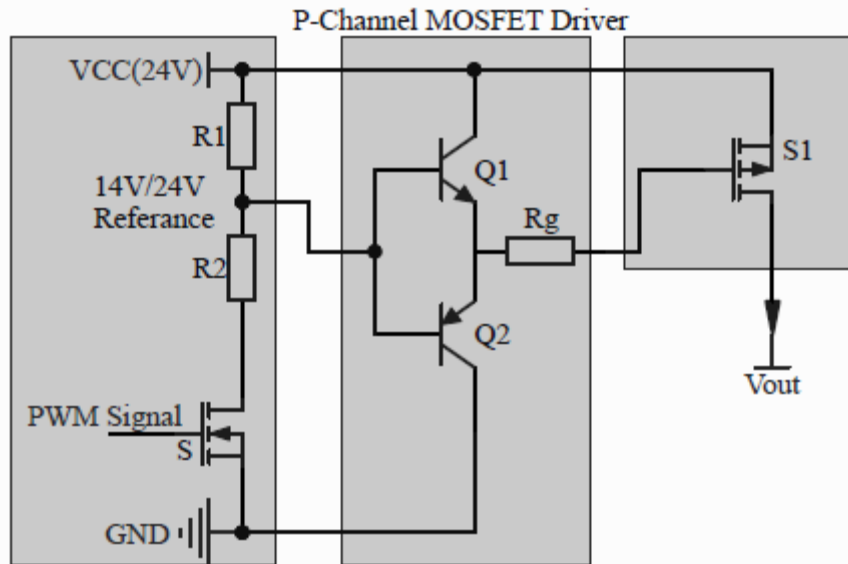 P-Channel MOSFET Driver
VCC(24V)
R1
S1
Q1
14V/24V
Referance
Rg
R2
Q2
Vout
PWM Signal
S
GND